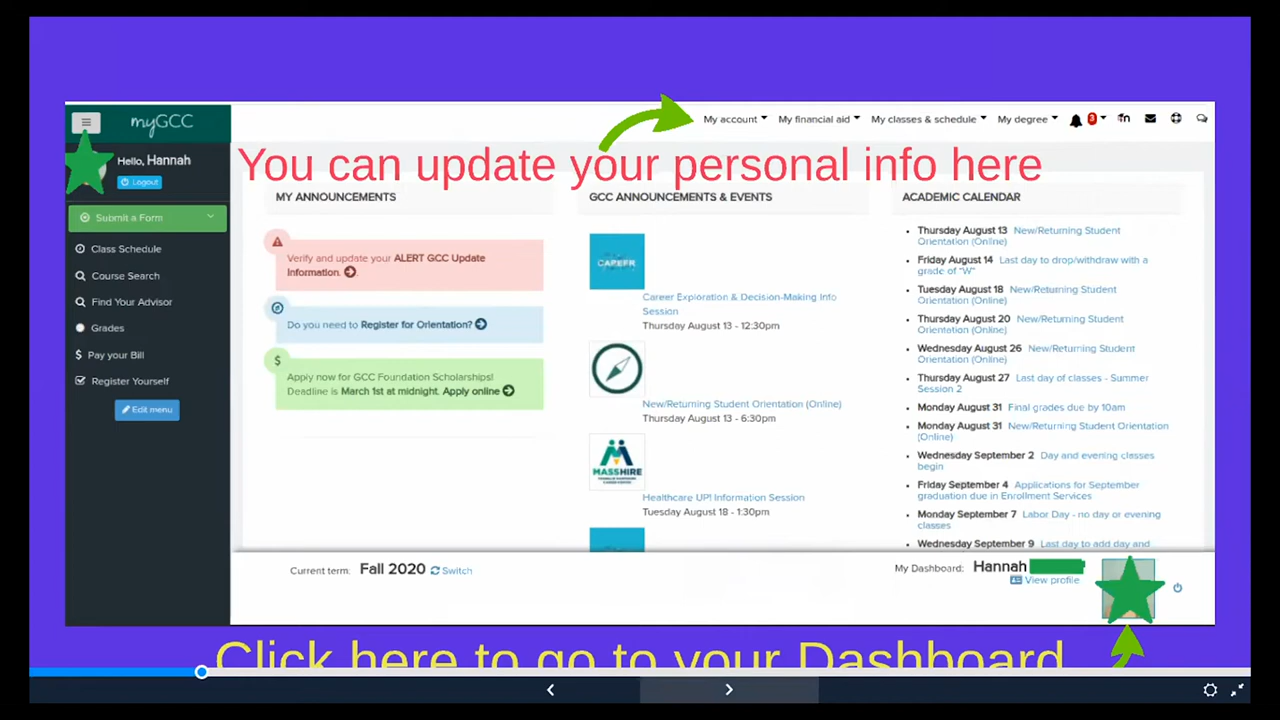 myGCC
My account
My financial aid
My classes & schedule
My degree
3
Hello, Hannah
Logout
You can update your personal info here
Submit a Form
Class Schedule
Course Search
Find Your Advisor
Grades
$ Pay your Bill
Register Yourself
Edit menu
MY ANNOUNCEMENTS
Verify and update your ALERT GCC Update
Information.
Do you need to Register for Orientation?
$
Apply now for GCC Foundation Scholarships!
Deadline is March 1st at midnight. Apply online
GCC ANNOUNCEMENTS & EVENTS
CAREER
Career Exploration & Decision-Making Info
Session
Thursday August 13 - 12:30pm
New/Returning Student Orientation (Online)
Thursday August 13 - 6:30pm
MASSHIRE
Healthcare UP! Information Session
Tuesday August 18 - 1:30pm
ACADEMIC CALENDAR
Thursday August 13 New/Returning Student
Orientation (Online)
Friday August 14 Last day to drop/withdraw with a
grade of "W"
Tuesday August 18 New/Returning Student
Orientation (Online)
Thursday August 20 New/Returning Student
Orientation (Online)
Wednesday August 26 New/Returning Student
Orientation (Online)
Thursday August 27 Last day of classes - Summer
Session 2
Monday August 31 Final grades due by 10am
Monday August 31 New/Returning Student Orientation
(Online)
Wednesday September 2 Day and evening classes
begin
Friday September 4 Applications for September
graduation due in Enrollment Services
Monday September 7 Labor Day - no day or evening
classes
Wednesday September 9 Last day to add day and
Current term: Fall 2020 Switch
My Dashboard: Hannah
View profile
Click here to go to your Dashboard